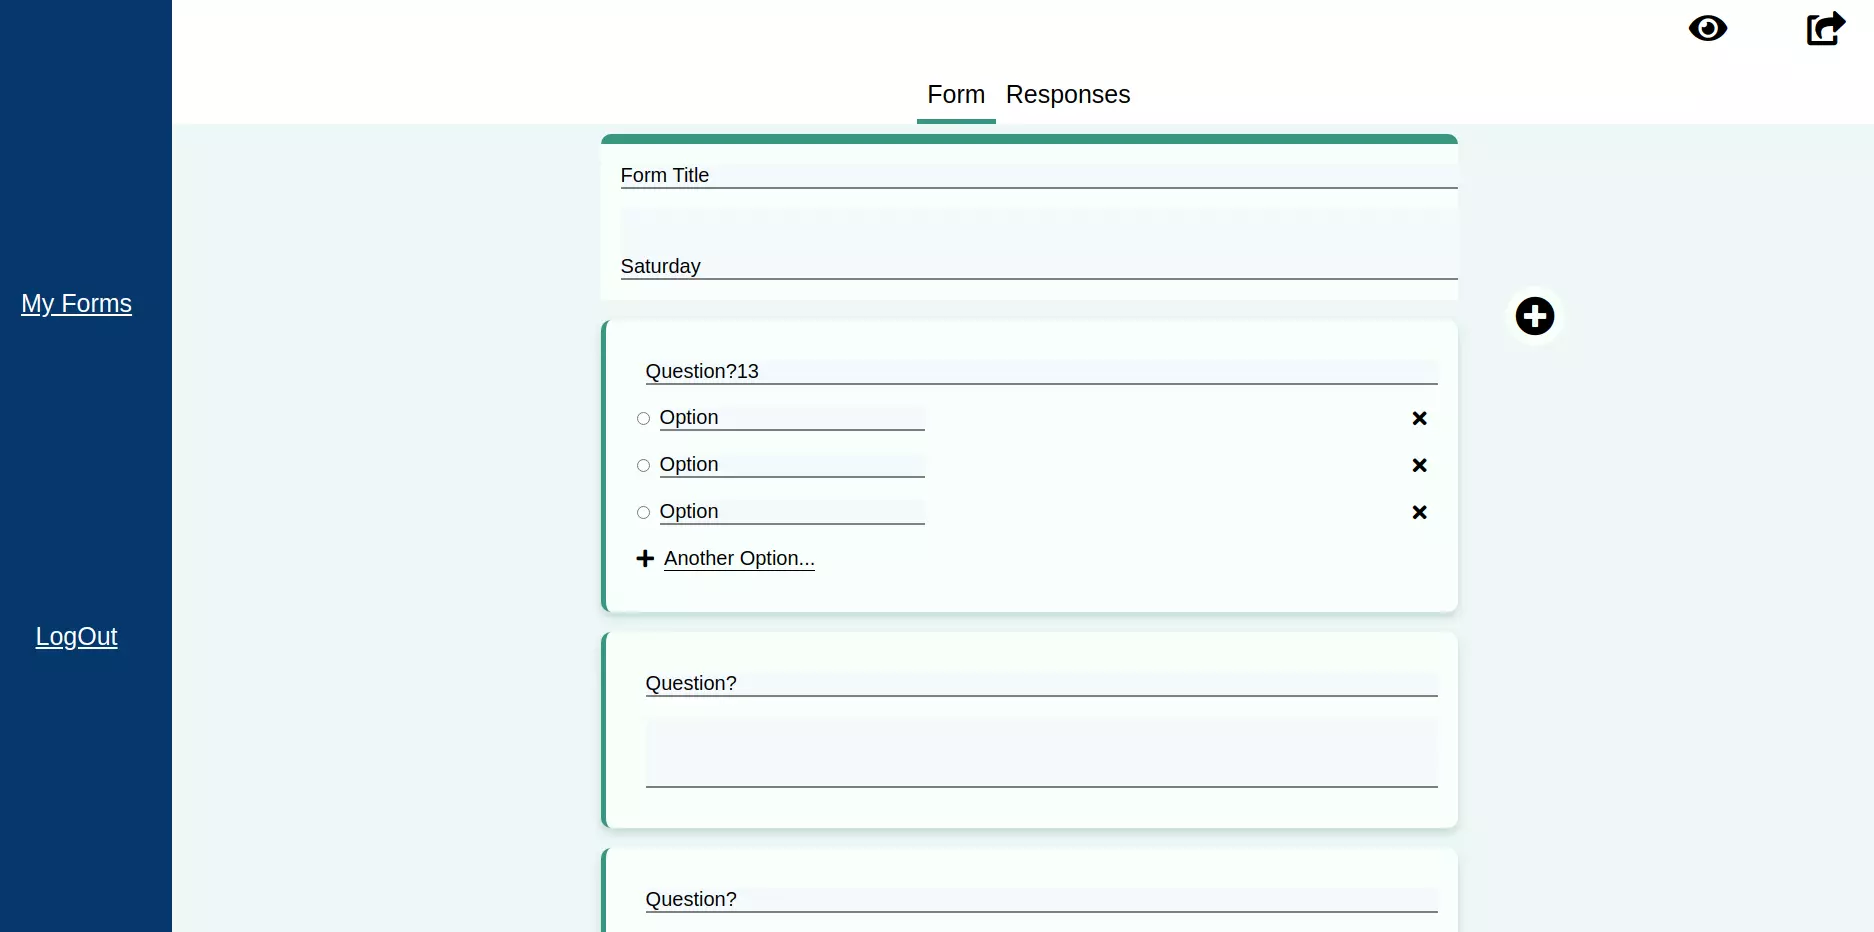 Form Responses
Form Title
Saturday
My Forms
Question?13
Option
Option
Option
Another Option...
LogOut
Question?
Question?